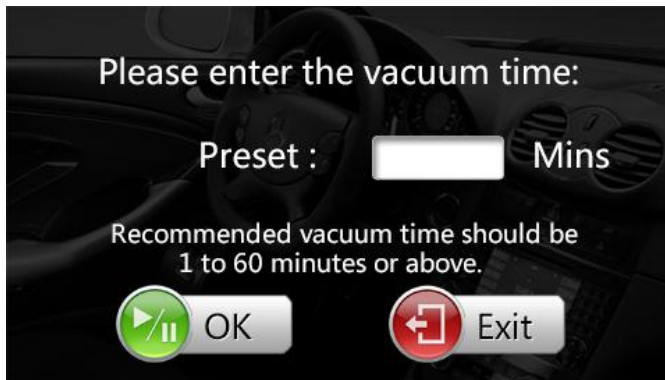 Please enter the vacuum time:
Preset : Mins
Recommended vacuum time should be
1 to 60 minutes or above.
OK Exit